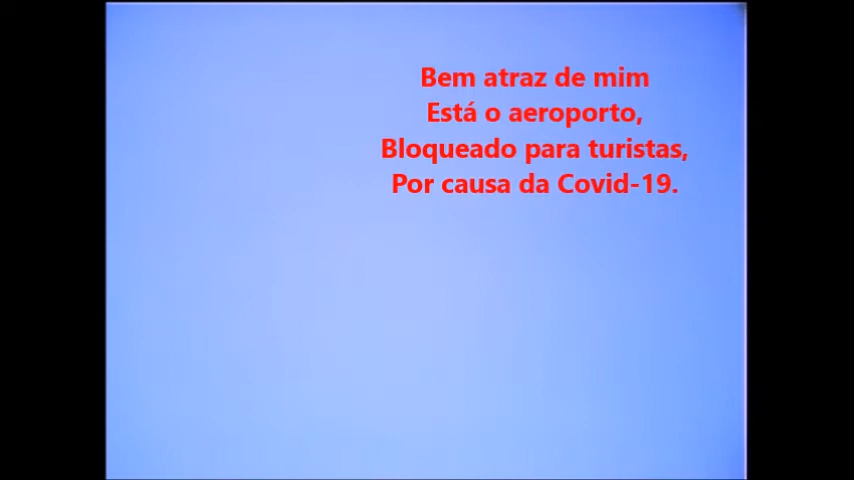 Bem atraz de mim
Está o aeroporto,
Bloqueado para turistas,
Por causa da Covid-19.